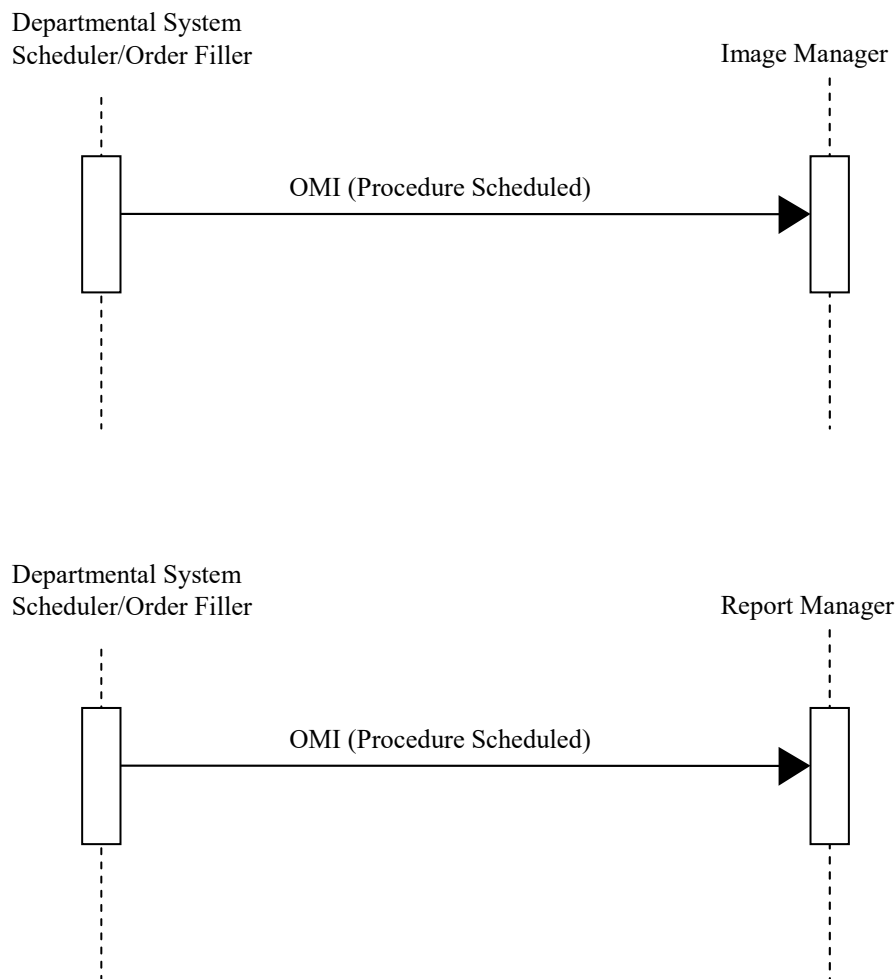 Departmental System
Scheduler/Order Filler
Image Manager
OMI (Procedure Scheduled)
Departmental System
Scheduler/Order Filler
Report Manager
OMI (Procedure Scheduled)